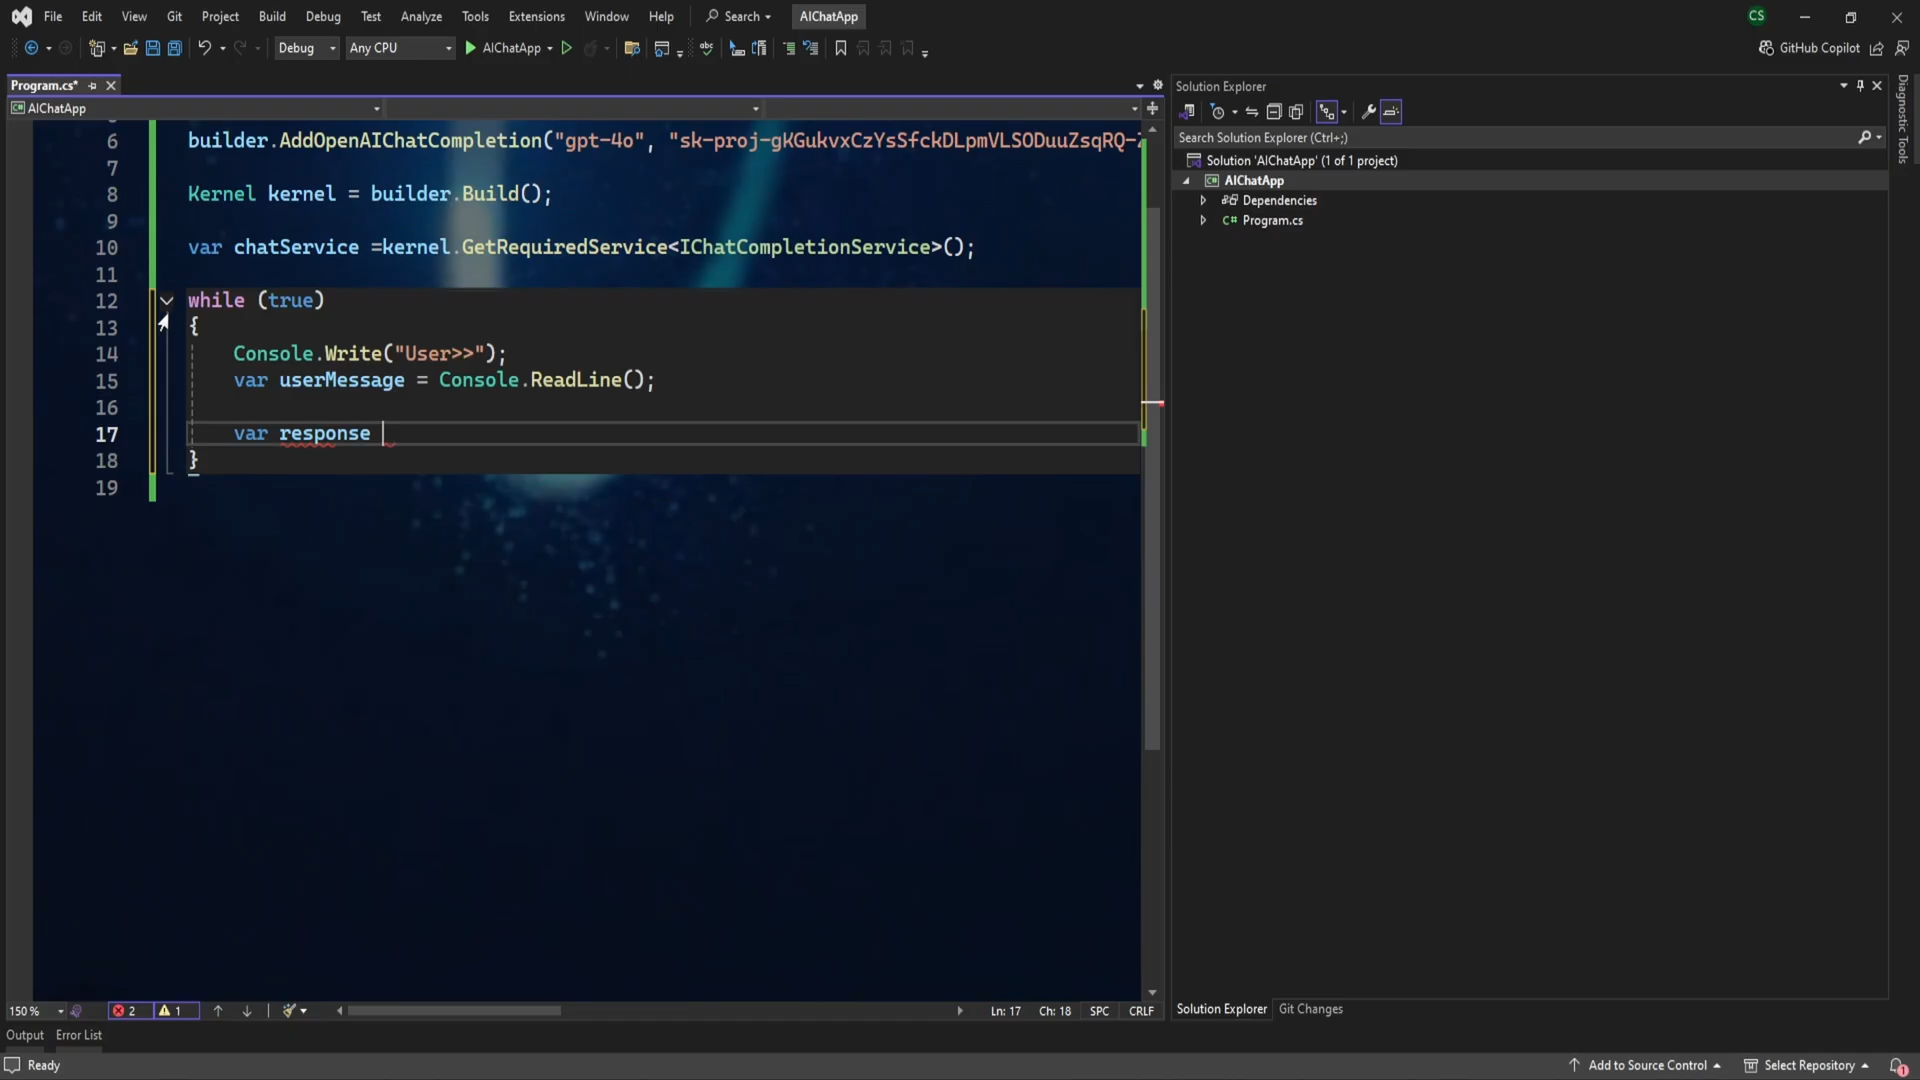 File Edit View Git Project Build Debug Test Analyze Tools Extensions Window Help Search AIChatApp CS
Debug Any CPU AIChatApp GitHub Copilot
Program.cs*
AIChatApp
6 builder.AddOpenAIChatCompletion("gpt-4o", "sk-proj-gKGukvxCzYsSfckDLpmVLSODuuZsqRQ-
7
8 Kernel kernel = builder.Build();
9
10 var chatService =kernel.GetRequiredService<IChatCompletionService>();
11
12 while (true)
13 {
14 Console.Write("User>>");
15 var userMessage = Console.ReadLine();
16
17 var response
18 }
19
150 % 2 1 Ln: 17 Ch: 18 SPC CRLF
Output Error List
Ready
Solution Explorer
Search Solution Explorer (Ctrl+;)
Solution 'AIChatApp' (1 of 1 project)
AIChatApp
Dependencies
C# Program.cs
Solution Explorer Git Changes
Diagnostic Tools
Add to Source Control Select Repository 1